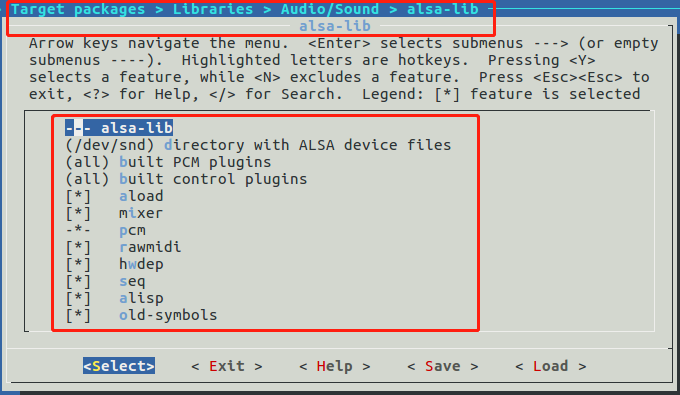 Target packages > Libraries > Audio/Sound > alsa-lib
alsa-lib
Arrow keys navigate the menu.  <Enter> selects submenus ---> (or empty
submenus ----).  Highlighted letters are hotkeys.  Pressing <Y>
selects a feature, while <N> excludes a feature.  Press <Esc><Esc> to
exit, <?> for Help, </> for Search.  Legend: [*] feature is selected
--- alsa-lib
(/dev/snd) directory with ALSA device files
(all) built PCM plugins
(all) built control plugins
[*]   aload
[*]   mixer
-*-   pcm
[*]   rawmidi
[*]   hwdep
[*]   seq
[*]   alisp
[*]   old-symbols
<Select>    < Exit >    < Help >    < Save >    < Load >